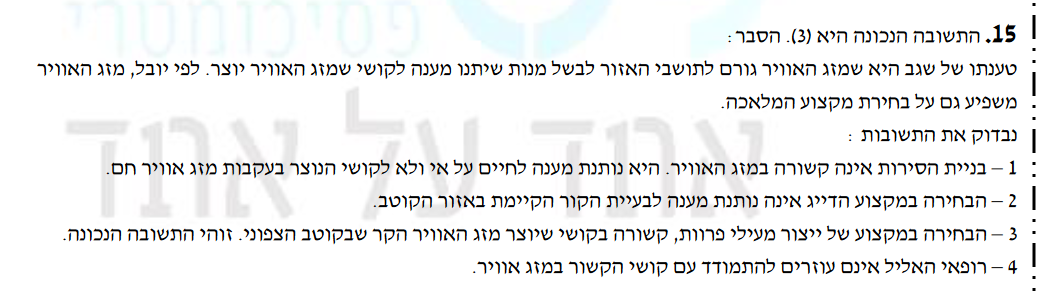 פסיכומטרי
15. התשובה הנכונה היא (3). הסבר:
טענתו של שגב היא שמזג האוויר גורם לתושבי האזור לבשל מנות שיתנו מענה לקושי שמזג האוויר יוצר. לפי יובל, מזג האוויר
משפיע גם על בחירת מקצוע המלאכה.
אחד על אחד
נבדוק את התשובות :
1 – בניית הסירות אינה קשורה במזג האוויר. היא נותנת מענה לחיים על אי ולא לקושי הנוצר בעקבות מזג אוויר חם.
2 – הבחירה במקצוע הדייג אינה נותנת מענה לבעיית הקור הקיימת באזור הקוטב.
3 – הבחירה במקצוע של ייצור מעילי פרוות, קשורה בקושי שיוצר מזג האוויר הקר שבקוטב הצפוני. זוהי התשובה הנכונה.
4 – רופאי האליל אינם עוזרים להתמודד עם קושי הקשור במזג אוויר.